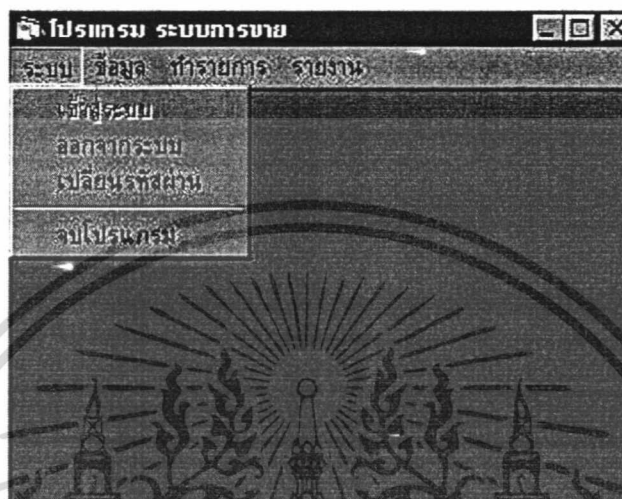 โปรแกรม ระบบการขาย
ระบบ ข้อมูล ทำรายการ รายงาน
เข้าสู่ระบบ
ออกจากระบบ
เปลี่ยนรหัสผ่าน
จบโปรแกรม